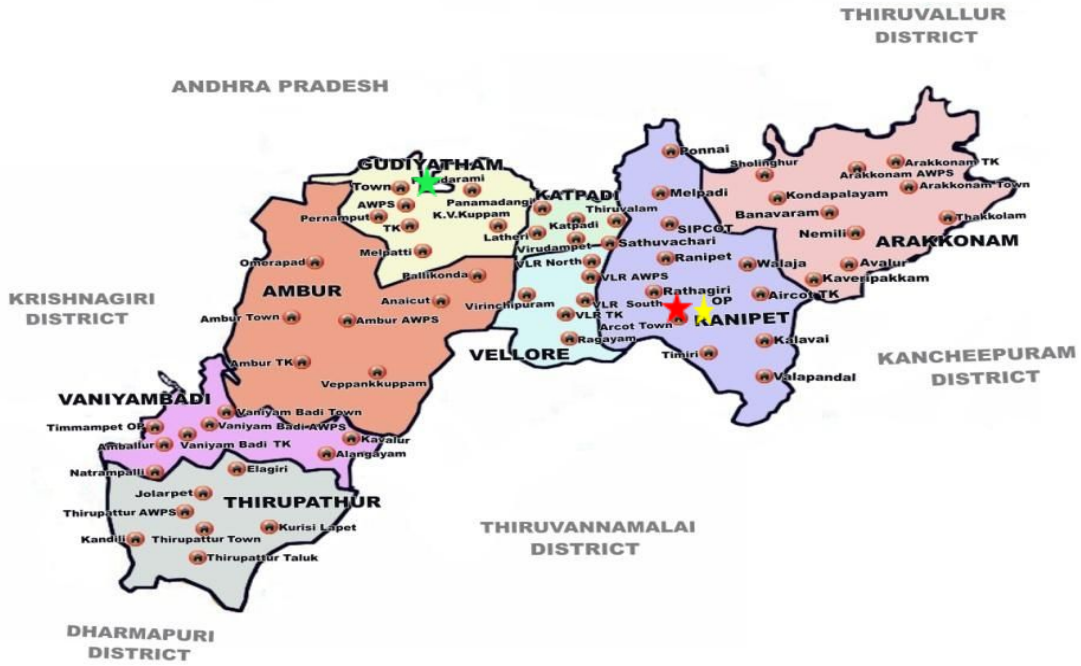 THIRUVALLUR
DISTRICT
ANDHRA PRADESH
Ponnai
Sholinghur
Arakkonam TK
Arakkonam AWPS
Arakkonam Town
GUDIYATHAM
Town
Panamadangi
KATPADI
Melpadi
Kondapalayam
AWPS
K.V.Kuppam
Thiruvalam
Banavaram
Thakkolam
Pernamput
TK
Latheri
Katpadi
SIPCOT
Nemili
ARAKKONAM
Virudampet
Sathuvachari
Melpatti
Omerapad
Pallikonda
VLR North
Ranipet
Walaja
Avalur
VLR AWPS
Kaveripakkam
KRISHNAGIRI
DISTRICT
AMBUR
Anaicut
Virinchipuram
VLR South
Rathagiri
Aircot TK
OP
Ambur Town
Ambur AWPS
VLR TK
Arcot Town
RANIPET
Ragayam
Kalavai
VELLORE
Timiri
KANCHEEPURAM
DISTRICT
Ambur TK
Veppankkuppam
Valapandal
VANIYAMBADI
Vaniyam Badi Town
Timmampet OP
Vaniyam Badi AWPS
Amballur
Vaniyam Badi TK
Kavalur
Alangayam
Natrampalli
Elagiri
Jolarpet
THIRUPATHUR
Thirupattur AWPS
Kurisi Lapet
Kandili
Thirupattur Town
Thirupattur Taluk
THIRUVANNAMALAI
DISTRICT
DHARMAPURI
DISTRICT